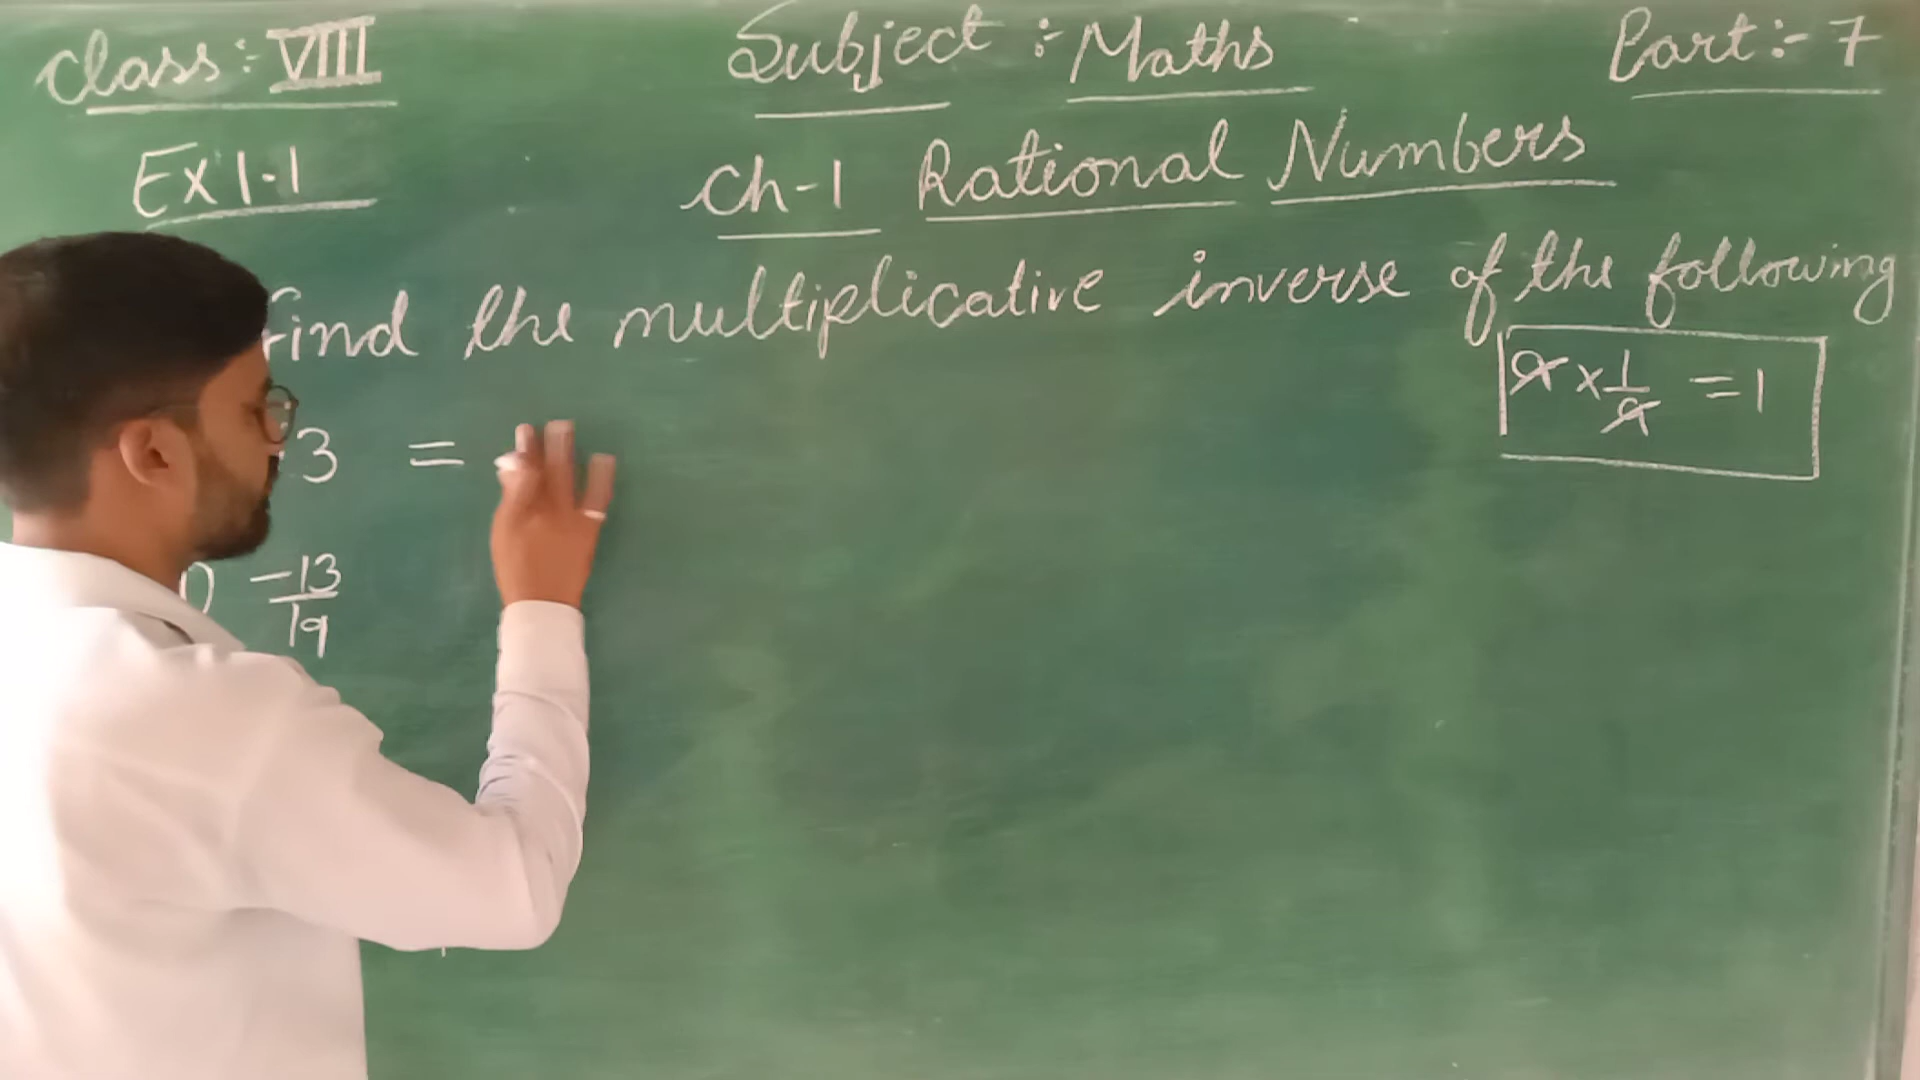 Class:- VIII Subject :- Maths Part:- 7
Ex 1.1 Ch-1 Rational Numbers
Find the multiplicative inverse of the following
a × 1/a = 1
13 =
-13/19